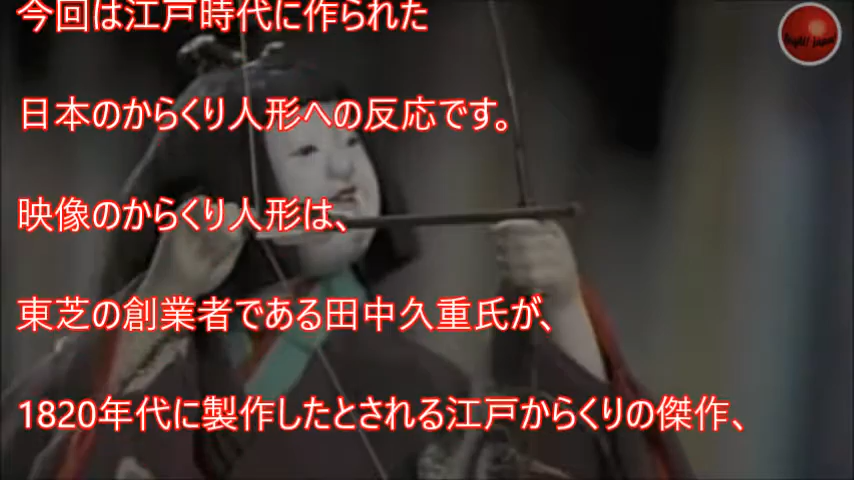 今回は江戸時代に作られた
日本のからくり人形への反応です。
映像のからくり人形は、
東芝の創業者である田中久重氏が、
1820年代に製作したとされる江戸からくりの傑作、